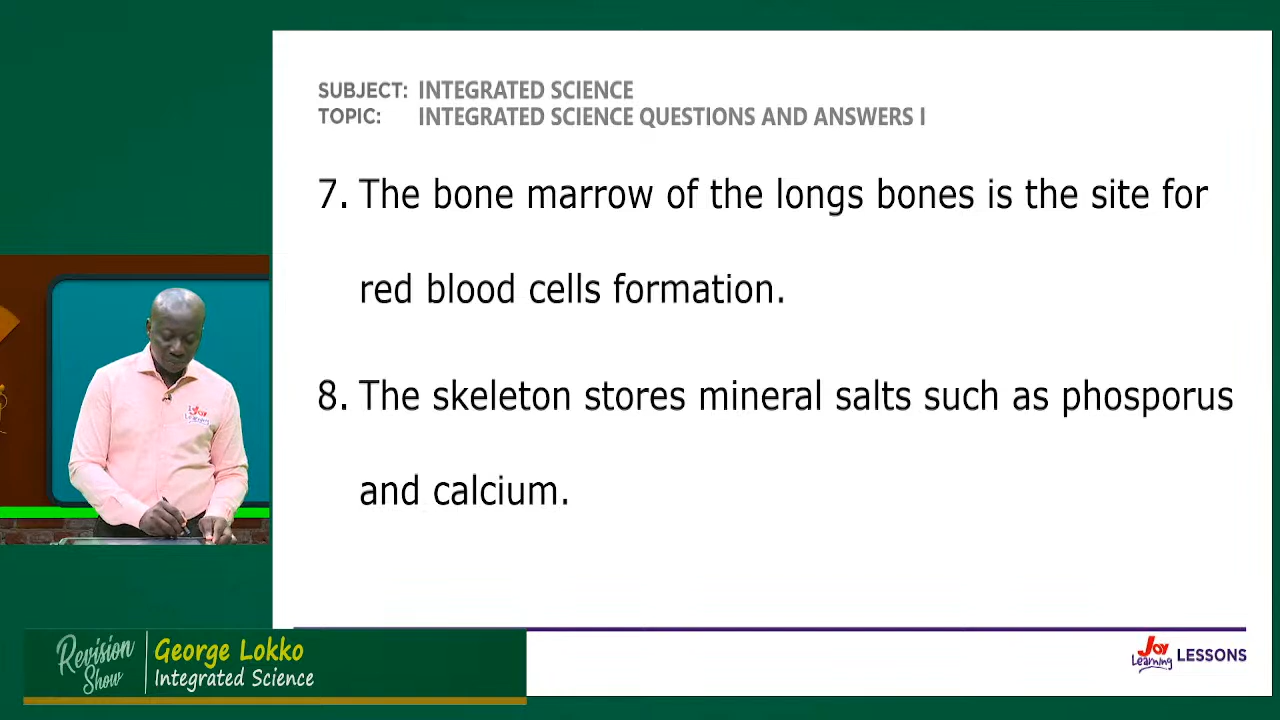 SUBJECT: INTEGRATED SCIENCE
TOPIC: INTEGRATED SCIENCE QUESTIONS AND ANSWERS I
7. The bone marrow of the longs bones is the site for
red blood cells formation.
8. The skeleton stores mineral salts such as phosporus
and calcium.
Joy
Learning
Revision
Show
George Lokko
Integrated Science
Joy
Learning LESSONS